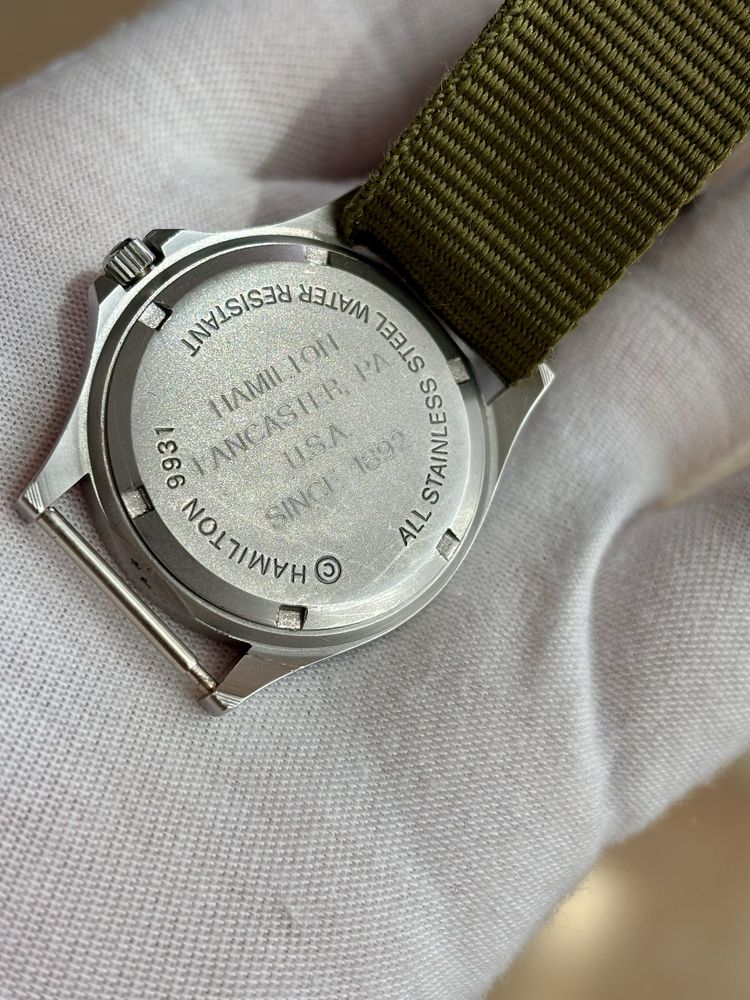 HAMILTON
LANCASTER, PA.
U.S.A
SINCE 1892
© HAMILTON 9931
ALL STAINLESS STEEL WATER RESISTANT